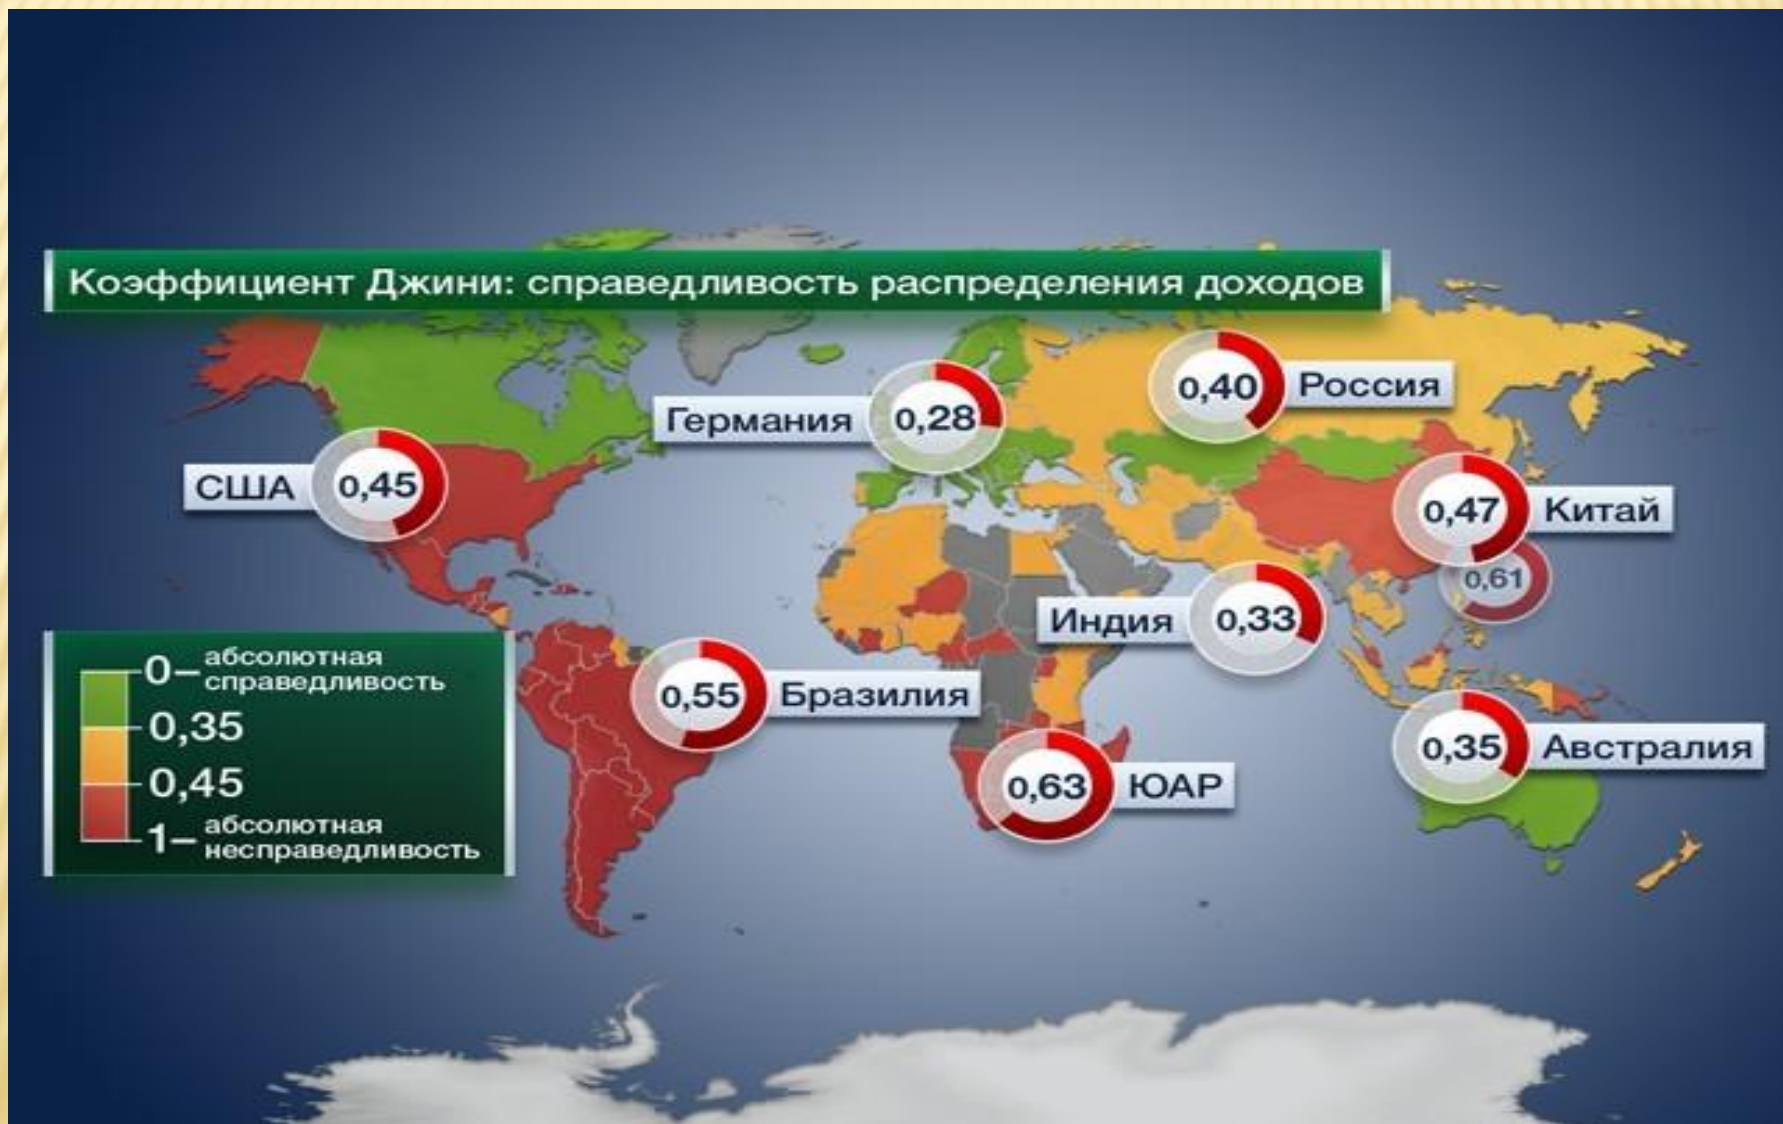 Коэффициент Джини: справедливость распределения доходов
0,40 Россия
Германия 0,28
США 0,45
0,47 Китай
0,61
Индия 0,33
0,55 Бразилия
0,35 Австралия
0,63 ЮАР
0– абсолютная
справедливость
0,35
0,45
1– абсолютная
несправедливость